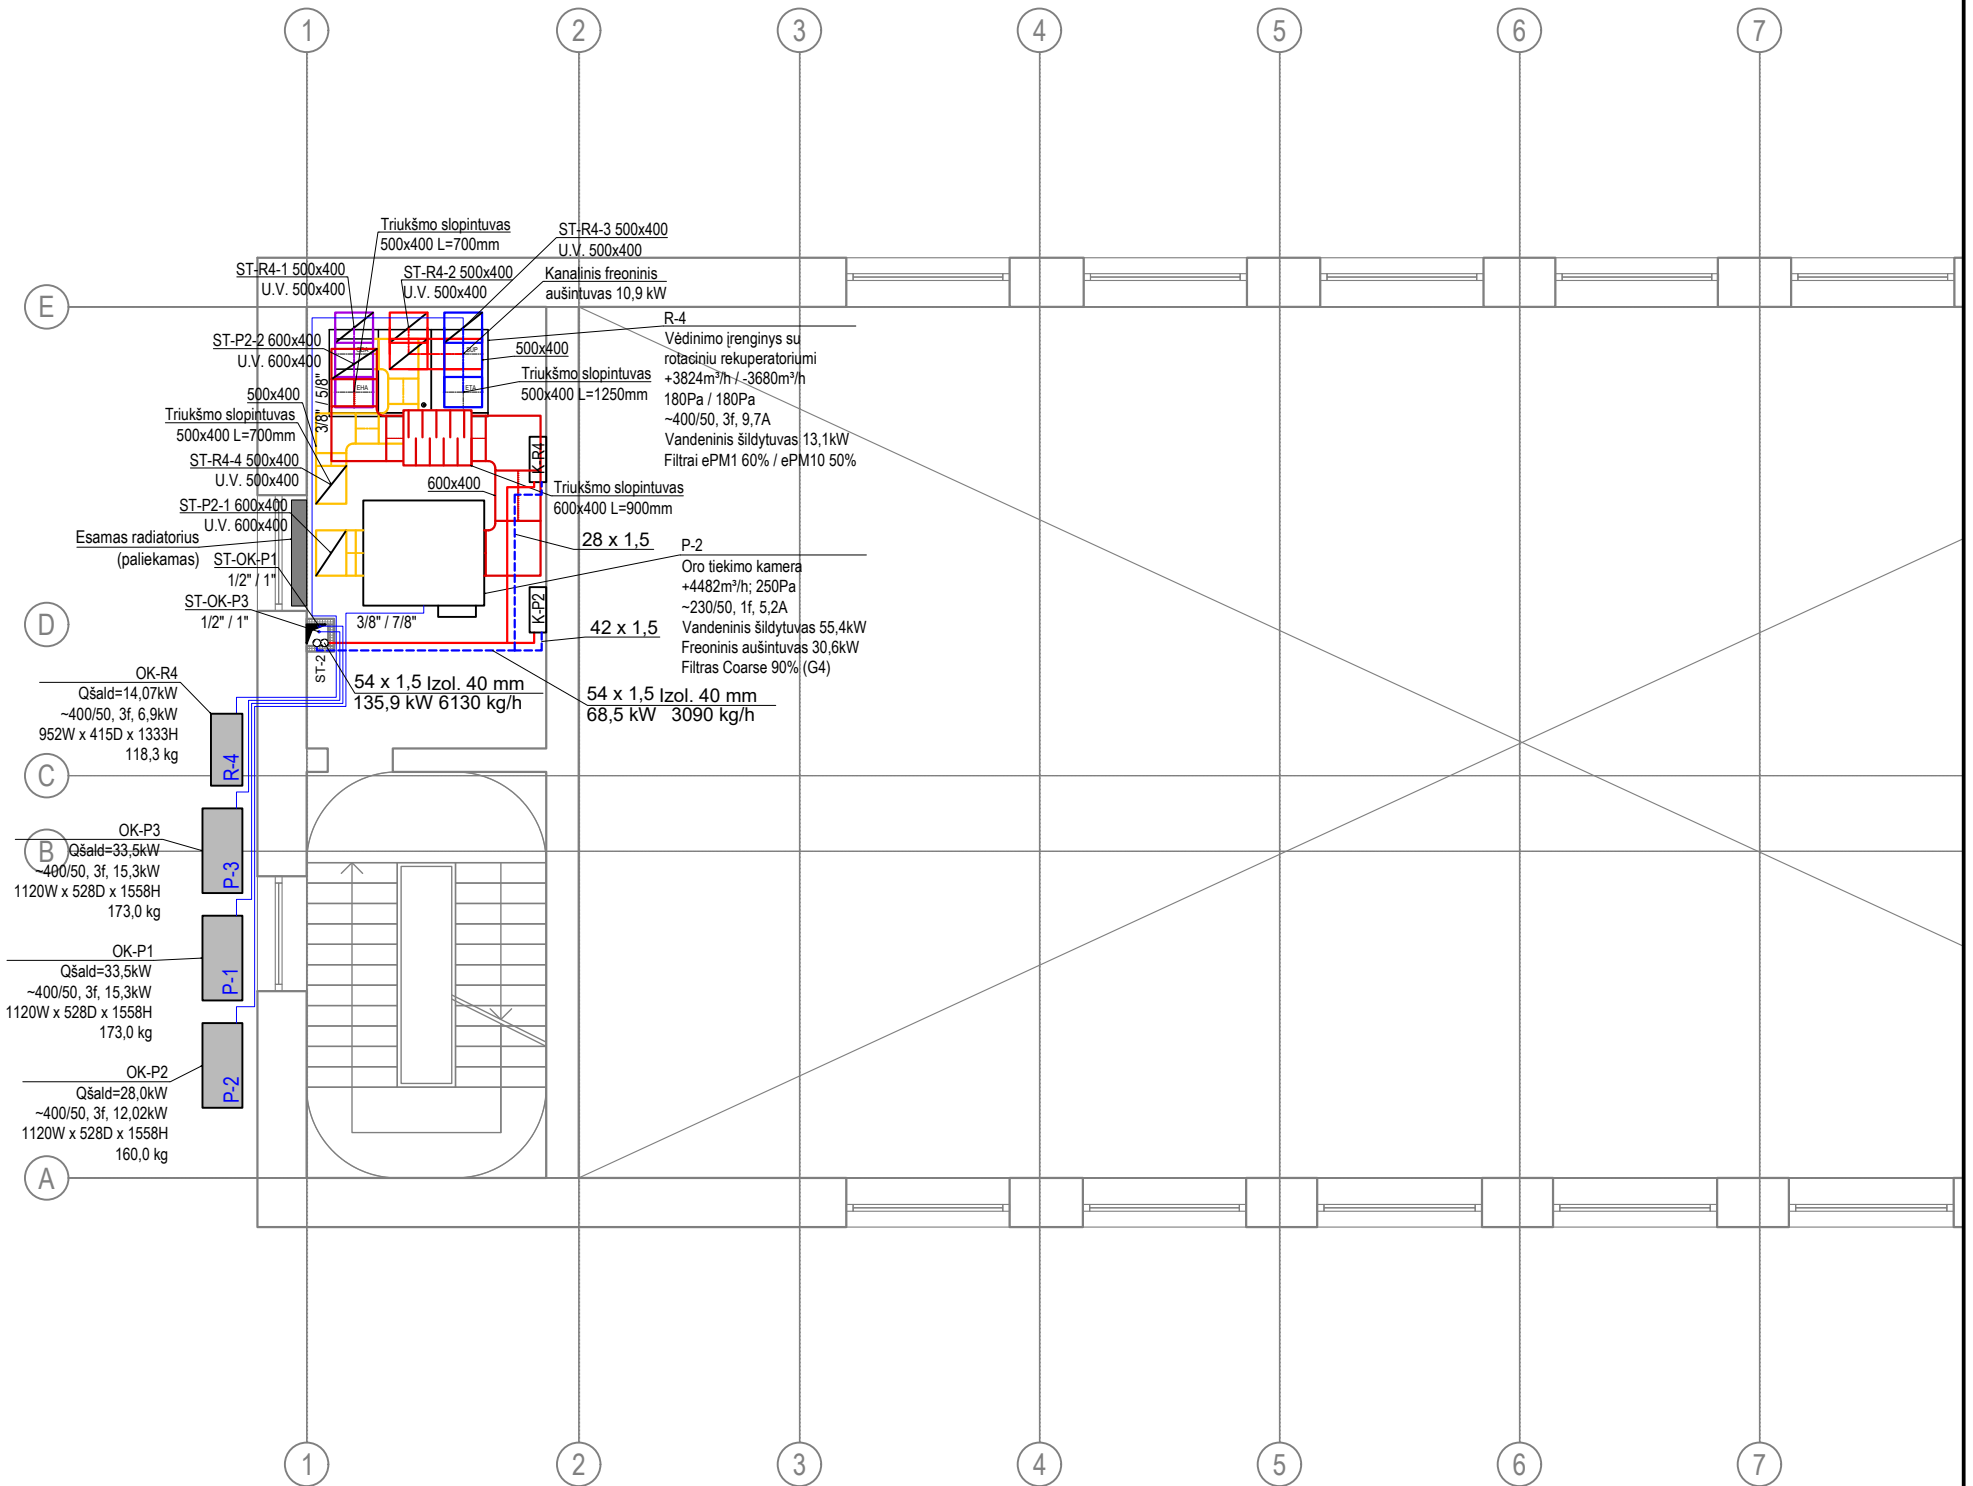 1
2
3
4
5
6
7
Triukšmo slopintuvas
500x400 L=700mm
ST-R4-3 500x400
U.V. 500x400
ST-R4-1 500x400
U.V. 500x400
ST-R4-2 500x400
U.V. 500x400
Kanalinis freoninis
aušintuvas 10,9 kW
E
ST-P2-2 600x400
U.V. 600x400
500x400
Triukšmo slopintuvas
500x400 L=1250mm
R-4
Vėdinimo įrenginys su
rotaciniu rekuperatoriumi
+3824m³/h / -3680m³/h
180Pa / 180Pa
~400/50, 3f, 9,7A
Vandeninis šildytuvas 13,1kW
Filtrai ePM1 60% / ePM10 50%
SUP
EHA
ETA
3/8" / 5/8"
500x400
Triukšmo slopintuvas
500x400 L=700mm
ST-R4-4 500x400
U.V. 500x400
K-R4
600x400
Triukšmo slopintuvas
600x400 L=900mm
ST-P2-1 600x400
U.V. 600x400
Esamas radiatorius
(paliekamas)
28 x 1,5
P-2
Oro tiekimo kamera
+4482m³/h; 250Pa
~230/50, 1f, 5,2A
Vandeninis šildytuvas 55,4kW
Freoninis aušintuvas 30,6kW
Filtras Coarse 90% (G4)
ST-OK-P1
1/2" / 1"
ST-OK-P3
1/2" / 1"
D
3/8" / 7/8"
K-P2
42 x 1,5
ST-2
54 x 1,5 Izol. 40 mm
135,9 kW 6130 kg/h
54 x 1,5 Izol. 40 mm
68,5 kW 3090 kg/h
OK-R4
Qšald=14,07kW
~400/50, 3f, 6,9kW
952W x 415D x 1333H
118,3 kg
R-4
C
OK-P3
B
Qšald=33,5kW
~400/50, 3f, 15,3kW
1120W x 528D x 1558H
173,0 kg
P-3
OK-P1
Qšald=33,5kW
~400/50, 3f, 15,3kW
1120W x 528D x 1558H
173,0 kg
P-1
OK-P2
Qšald=28,0kW
~400/50, 3f, 12,02kW
1120W x 528D x 1558H
160,0 kg
P-2
A
1
2
3
4
5
6
7